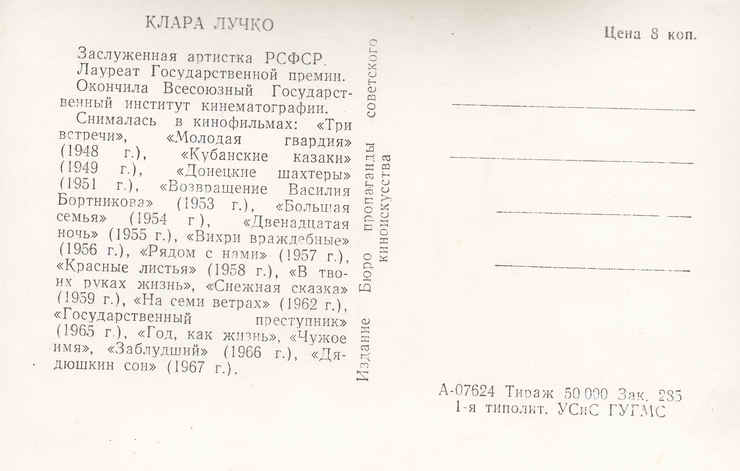 КЛАРА ЛУЧКО
Заслуженная артистка РСФСР.
Лауреат Государственной премии.
Окончила Всесоюзный Государст-
венный институт кинематографии.
Снималась в кинофильмах: «Три
встречи», «Молодая гвардия»
(1948 г.), «Кубанские казаки»
(1949 г.), «Донецкие шахтеры»
(1951 г.), «Возвращение Василия
Бортникова» (1953 г.), «Большая
семья» (1954 г), «Двенадцатая
ночь» (1955 г.), «Вихри враждебные»
(1956 г.), «Рядом с нами» (1957 г.),
«Красные листья» (1958 г.), «В тво-
их руках жизнь», «Снежная сказка»
(1959 г.), «На семи ветрах» (1962 г.),
«Государственный преступник»
(1965 г.), «Год, как жизнь», «Чужое
имя», «Заблудший» (1966 г.), «Дя-
дюшкин сон» (1967 г.).
Издание Бюро пропаганды советского
киноискусства
Цена 8 коп.
А-07624 Тираж 50 000 Зак. 285
1-я типолит. УСиС ГУГМС